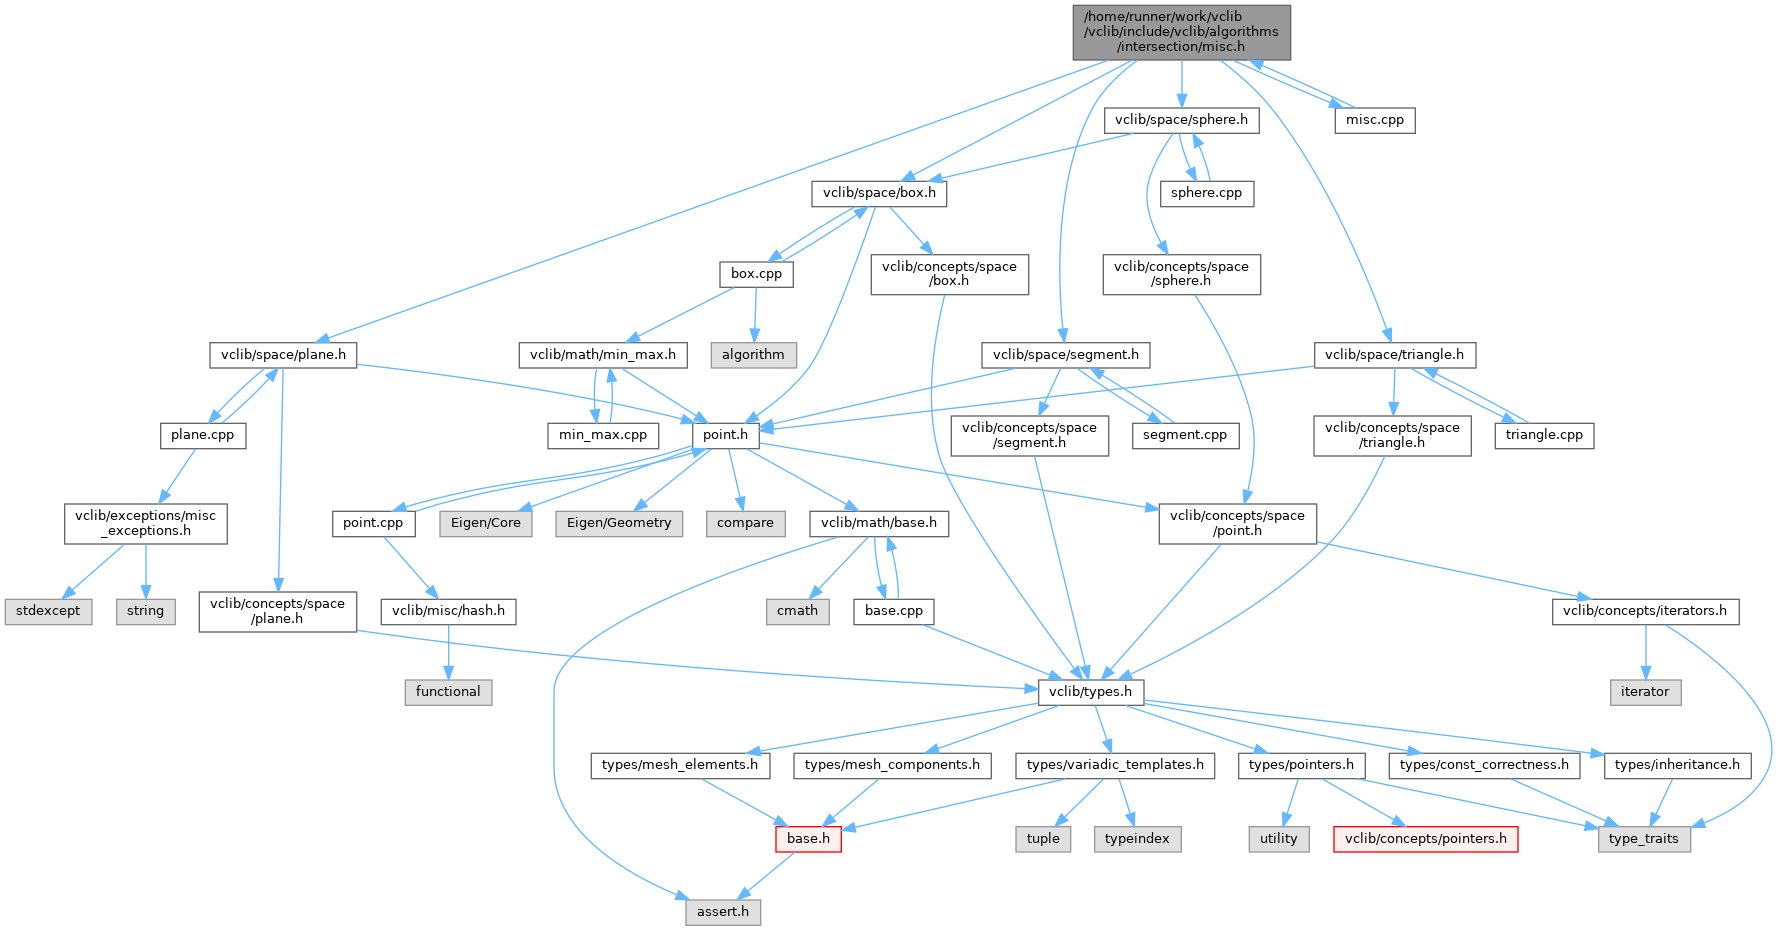 /home/runner/work/vclib
/vclib/include/vclib/algorithms
/intersection/misc.h
vclib/space/sphere.h
misc.cpp
vclib/space/box.h
sphere.cpp
box.cpp
vclib/concepts/space
/box.h
vclib/concepts/space
/sphere.h
vclib/space/plane.h
vclib/math/min_max.h
algorithm
vclib/space/segment.h
vclib/space/triangle.h
plane.cpp
min_max.cpp
point.h
vclib/concepts/space
/segment.h
segment.cpp
vclib/concepts/space
/triangle.h
triangle.cpp
vclib/exceptions/misc
_exceptions.h
point.cpp
Eigen/Core
Eigen/Geometry
compare
vclib/math/base.h
vclib/concepts/space
/point.h
stdexcept
string
vclib/concepts/space
/plane.h
vclib/misc/hash.h
cmath
base.cpp
vclib/concepts/iterators.h
functional
vclib/types.h
iterator
types/mesh_elements.h
types/mesh_components.h
types/variadic_templates.h
types/pointers.h
types/const_correctness.h
types/inheritance.h
base.h
tuple
typeindex
utility
vclib/concepts/pointers.h
type_traits
assert.h